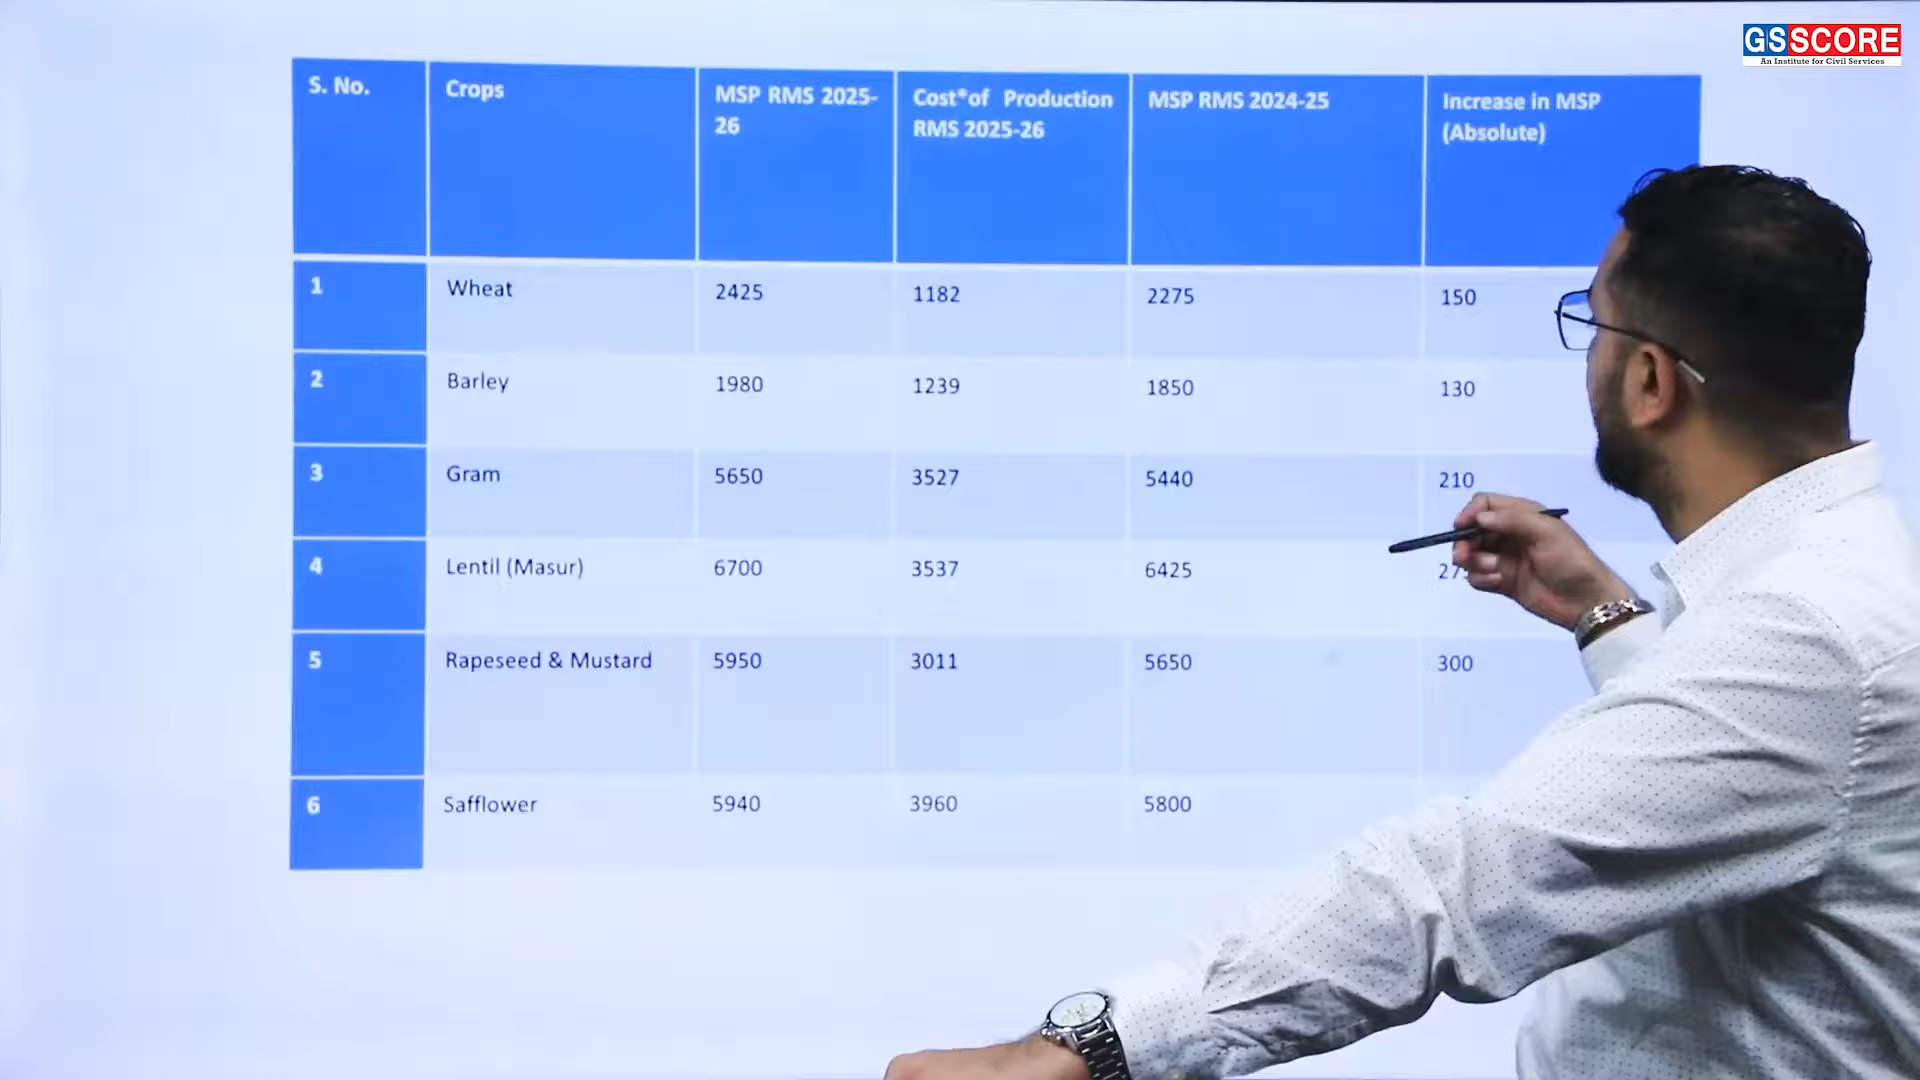 GSSCORE
An Institute for Civil Services
S. No.
Crops
MSP RMS 2025-
26
Cost*of Production
RMS 2025-26
MSP RMS 2024-25
Increase in MSP
(Absolute)
1
Wheat
2425
1182
2275
150
2
Barley
1980
1239
1850
130
3
Gram
5650
3527
5440
210
4
Lentil (Masur)
6700
3537
6425
5
Rapeseed & Mustard
5950
3011
5650
300
6
Safflower
5940
3960
5800